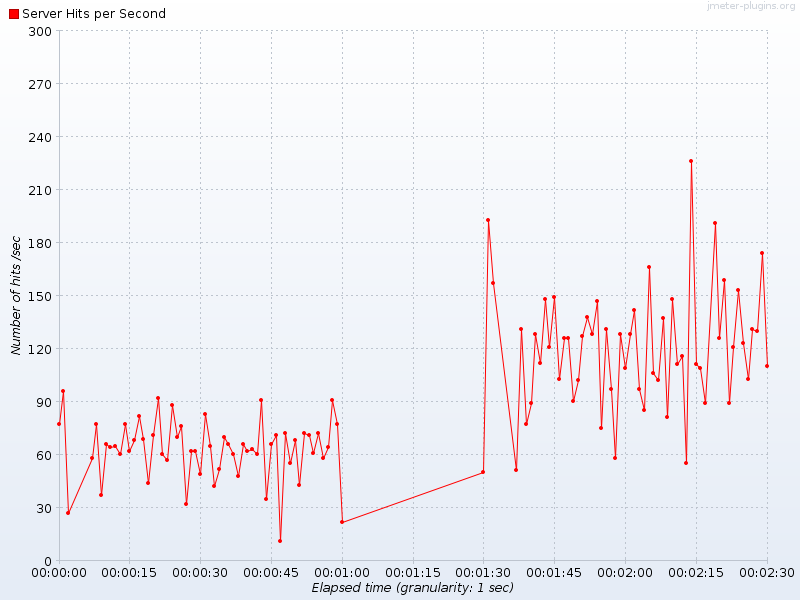 jmeter-plugins.org
Server Hits per Second
300
270
240
210
180
150
120
90
60
30
0
Number of hits /sec
00:00:00 00:00:15 00:00:30 00:00:45 00:01:00 00:01:15 00:01:30 00:01:45 00:02:00 00:02:15 00:02:30
Elapsed time (granularity: 1 sec)